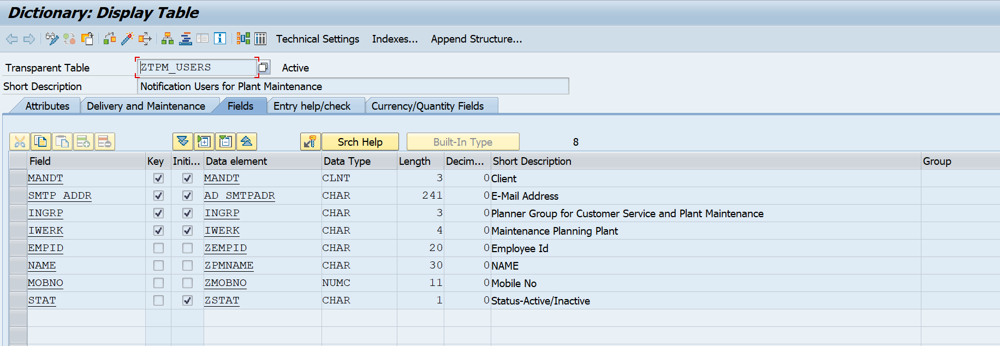 Dictionary: Display Table
Technical Settings Indexes... Append Structure...
Transparent Table ZTPM_USERS Active
Short Description Notification Users for Plant Maintenance
Attributes Delivery and Maintenance Fields Entry help/check Currency/Quantity Fields
Srch Help Built-In Type 8
Field Key Initi... Data element Data Type Length Decim... Short Description Group
MANDT MANDT CLNT 3 0 Client
SMTP_ADDR AD_SMTPADR CHAR 241 0 E-Mail Address
INGRP INGRP CHAR 3 0 Planner Group for Customer Service and Plant Maintenance
IWERK IWERK CHAR 4 0 Maintenance Planning Plant
EMPID ZEMPID CHAR 20 0 Employee Id
NAME ZPMNAME CHAR 30 0 NAME
MOBNO ZMOBNO NUMC 11 0 Mobile No
STAT ZSTAT CHAR 1 0 Status-Active/Inactive